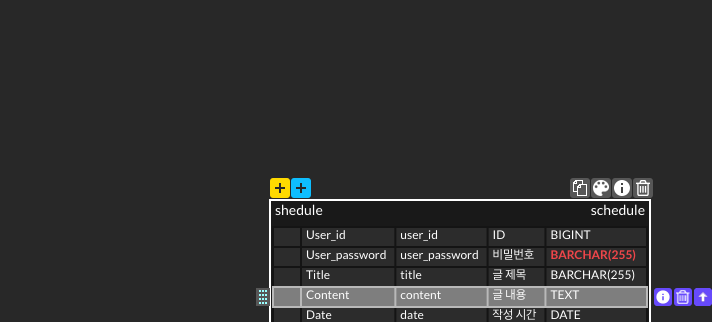 shedule schedule
User_id user_id ID BIGINT
User_password user_password 비밀번호 BARCHAR(255)
Title title 글 제목 BARCHAR(255)
Content content 글 내용 TEXT
Date date 작성 시간 DATE